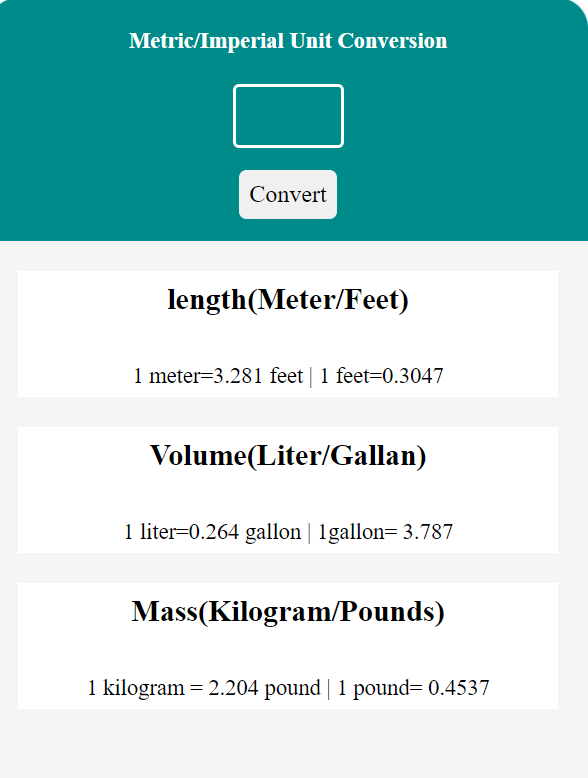 Metric/Imperial Unit Conversion
Convert
length(Meter/Feet)
1 meter=3.281 feet | 1 feet=0.3047
Volume(Liter/Gallan)
1 liter=0.264 gallon | 1gallon= 3.787
Mass(Kilogram/Pounds)
1 kilogram = 2.204 pound | 1 pound= 0.4537